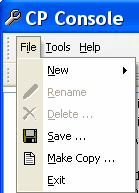 CP Console
File Tools Help
New
Rename
Delete ...
Save ...
Make Copy ...
Exit